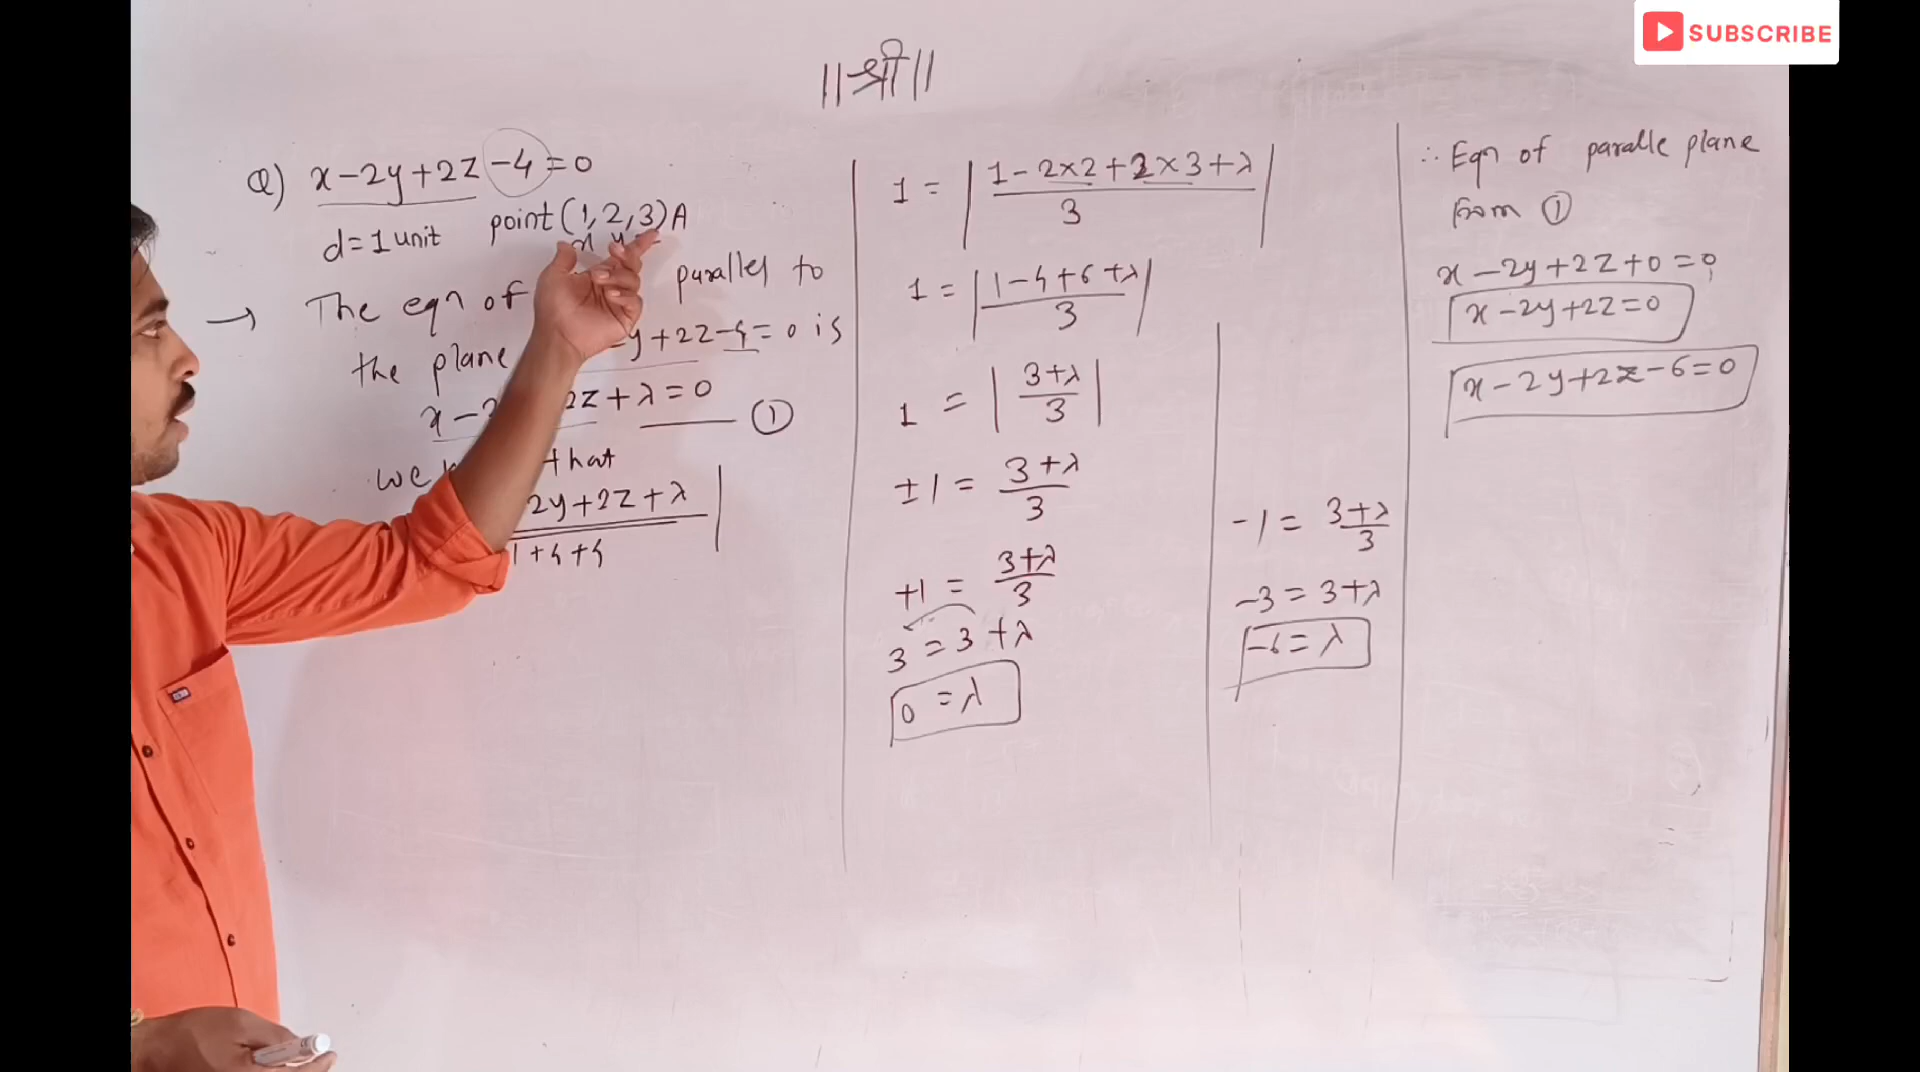 SUBSCRIBE
||श्री||
Q) x-2y+2z-4=0
d=1unit point(1,2,3)A
→ The eqn of parallel to
the plane y+2z-4=0 is
x- 2z+λ=0 ①
we that
2y+2z+λ
1+4+4
1 = |1-2×2+2×3+λ|
3
1 = |1-4+6+λ|
3
1 = |3+λ|
3
±1 = 3+λ
3
+1 = 3+λ
3
3 = 3+λ
0 = λ
-1 = 3+λ
3
-3 = 3+λ
-6 = λ
∴ Eqn of paralle plane
from ①
x-2y+2z+0=0
x-2y+2z=0
x-2y+2z-6=0